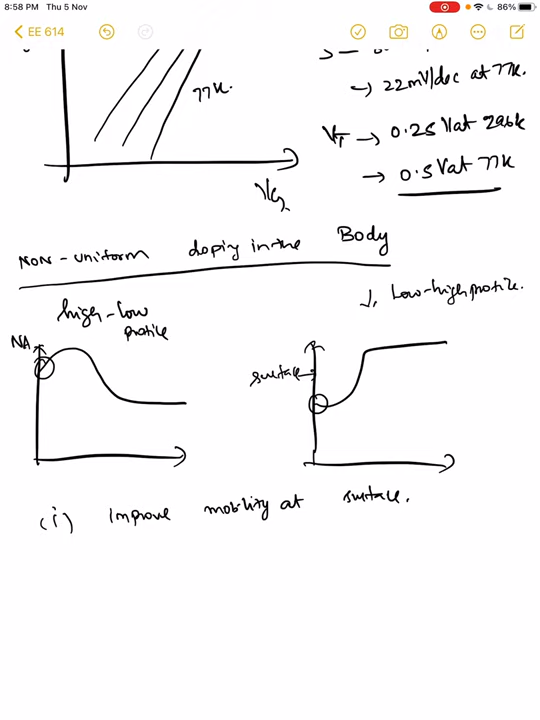 8:58 PM Thu 5 Nov
86%
EE 614
→ 22mV/dec at 77K.
77K.
VT → 0.25 V at 296K
→ 0.5 V at 77K
VG
NON-uniform doping in the Body
high-low profile
↓, Low-high profile.
NA
surface
(i) Improve mobility at surface.